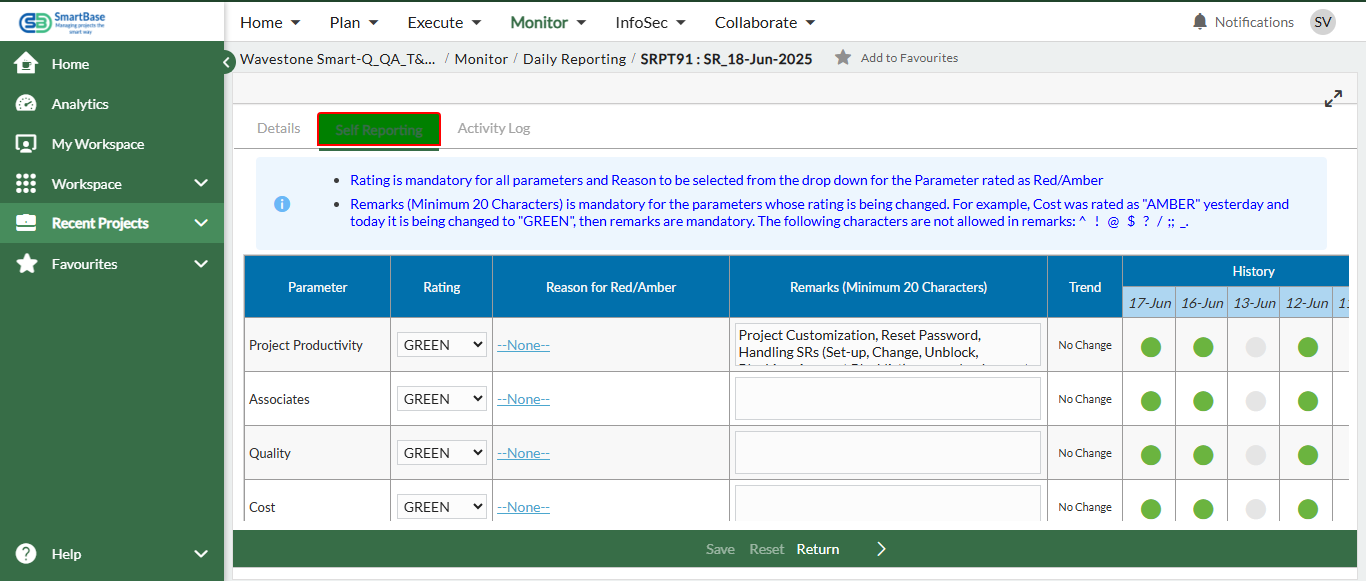 SmartBase
Managing projects the
smart way
Home Plan Execute Monitor InfoSec Collaborate Notifications SV
Wavestone Smart-Q_QA_T&... / Monitor / Daily Reporting / SRPT91 : SR_18-Jun-2025 Add to Favourites
Home
Analytics
My Workspace
Workspace
Recent Projects
Favourites
Help
Details Self Reporting Activity Log
• Rating is mandatory for all parameters and Reason to be selected from the drop down for the Parameter rated as Red/Amber
• Remarks (Minimum 20 Characters) is mandatory for the parameters whose rating is being changed. For example, Cost was rated as "AMBER" yesterday and
today it is being changed to "GREEN", then remarks are mandatory. The following characters are not allowed in remarks: ^ ! @ $ ? / ;; _.
Parameter Rating Reason for Red/Amber Remarks (Minimum 20 Characters) Trend History
17-Jun 16-Jun 13-Jun 12-Jun
Project Productivity GREEN --None-- Project Customization, Reset Password,
Handling SRs (Set-up, Change, Unblock,
No Change
Associates GREEN --None-- No Change
Quality GREEN --None-- No Change
Cost GREEN --None-- No Change
Save Reset Return